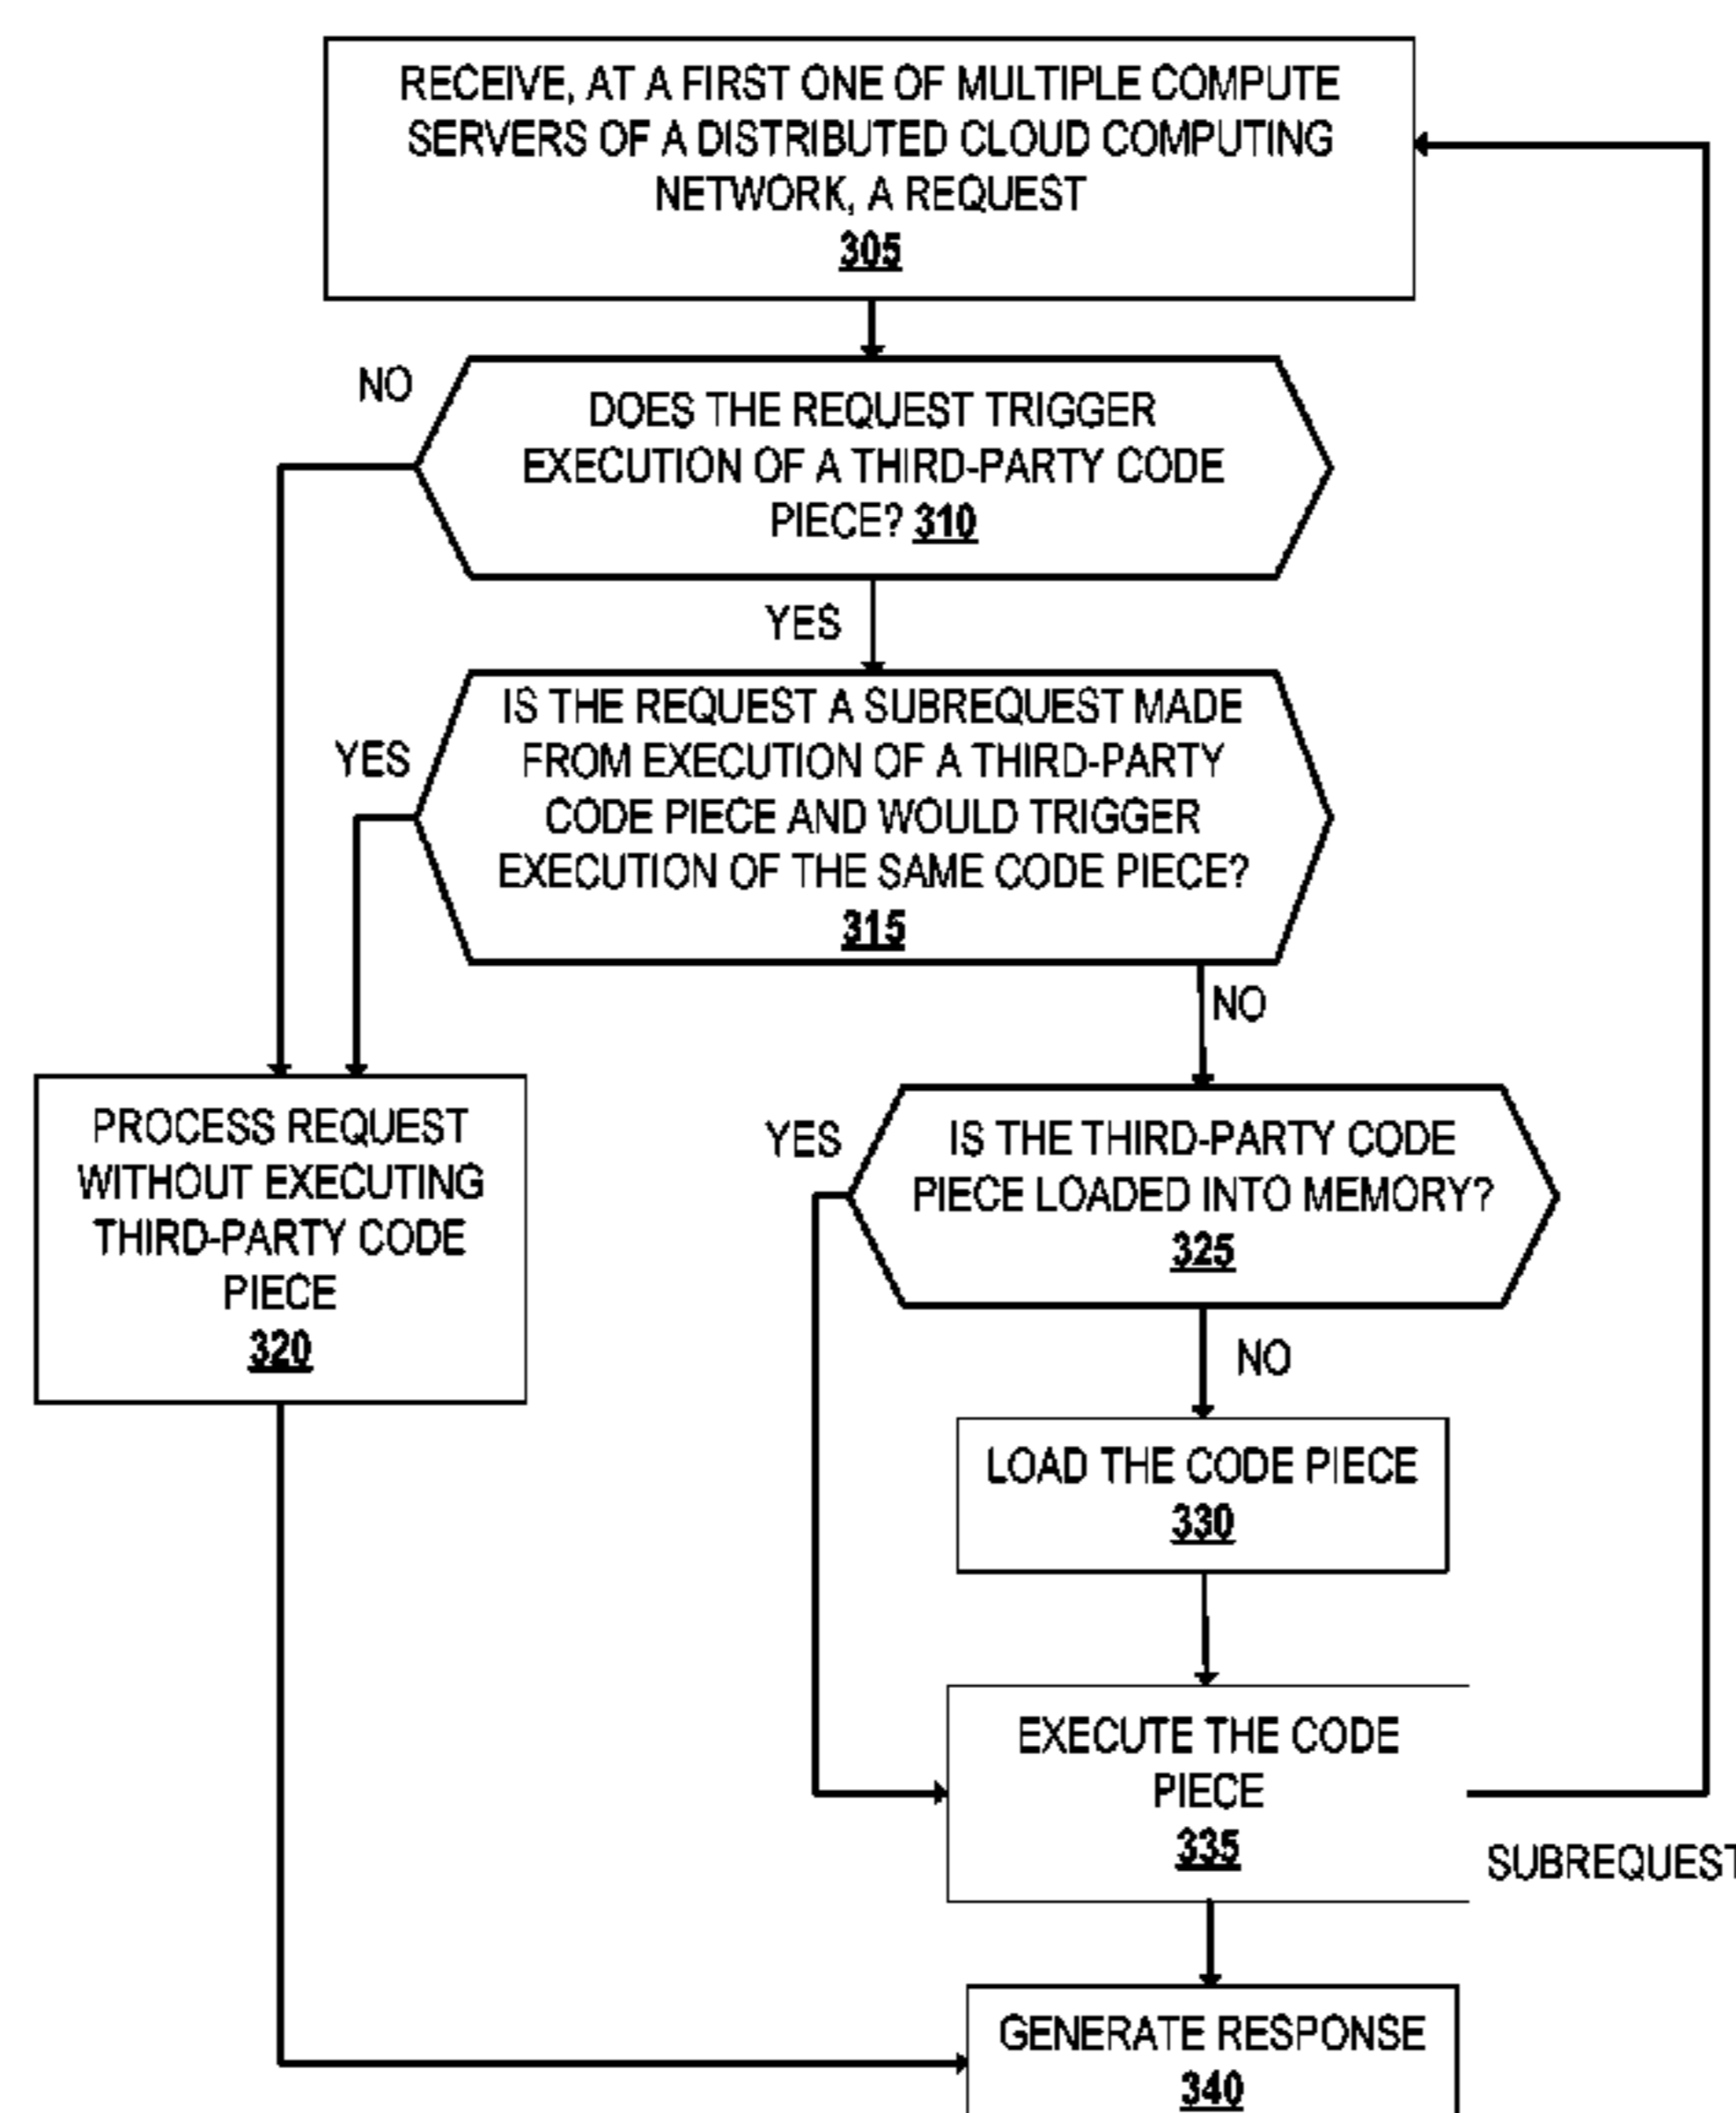 RECEIVE, AT A FIRST ONE OF MULTIPLE COMPUTE
SERVERS OF A DISTRIBUTED CLOUD COMPUTING
NETWORK, A REQUEST
305
NO
DOES THE REQUEST TRIGGER
EXECUTION OF A THIRD-PARTY CODE
PIECE? 310
YES
YES
IS THE REQUEST A SUBREQUEST MADE
FROM EXECUTION OF A THIRD-PARTY
CODE PIECE AND WOULD TRIGGER
EXECUTION OF THE SAME CODE PIECE?
315
NO
PROCESS REQUEST
WITHOUT EXECUTING
THIRD-PARTY CODE
PIECE
320
YES
IS THE THIRD-PARTY CODE
PIECE LOADED INTO MEMORY?
325
NO
LOAD THE CODE PIECE
330
EXECUTE THE CODE
PIECE
335
SUBREQUEST
GENERATE RESPONSE
340